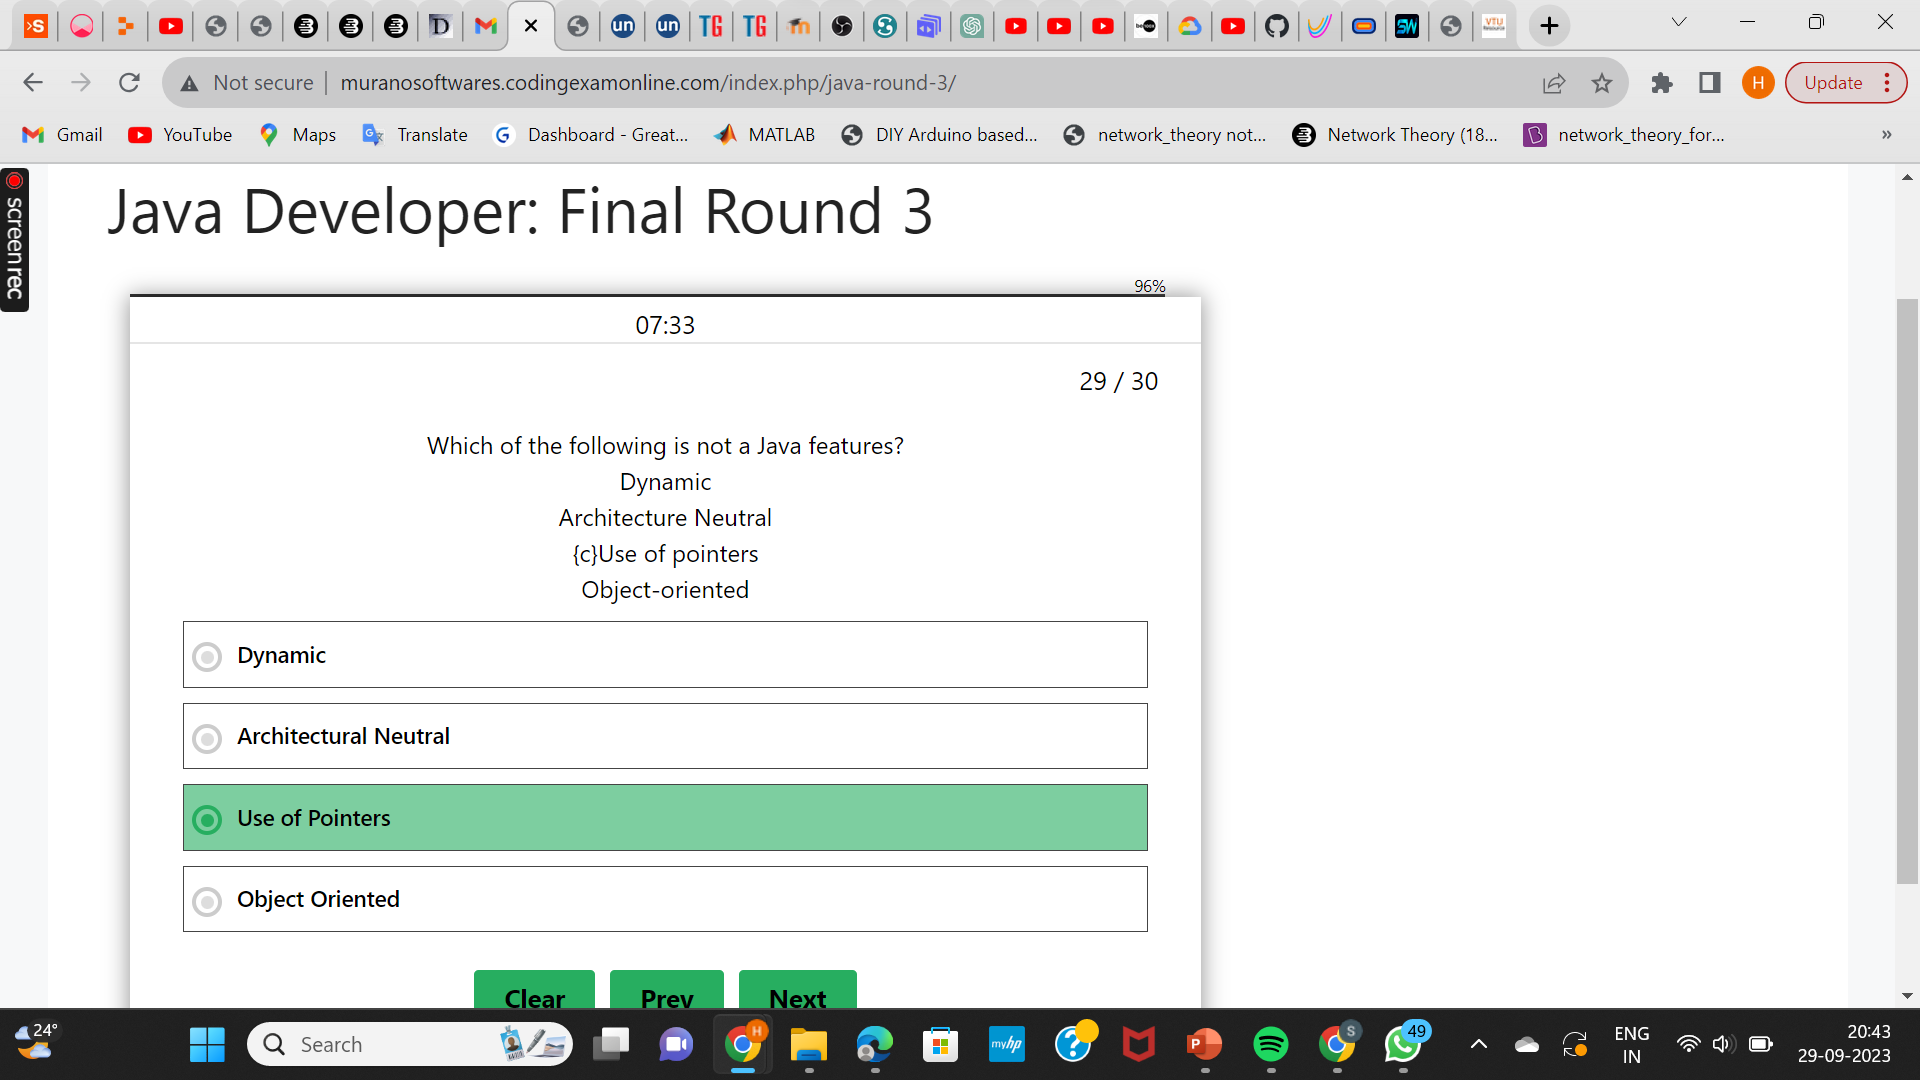 Not secure
muranosoftwares.codingexamonline.com/index.php/java-round-3/
H
Update
Gmail
YouTube
Maps
Translate
Dashboard - Great...
MATLAB
DIY Arduino based...
network_theory not...
Network Theory (18...
network_theory_for...
»
screenrec
Java Developer: Final Round 3
96%
07:33
29 / 30
Which of the following is not a Java features?
Dynamic
Architecture Neutral
{c}Use of pointers
Object-oriented
Dynamic
Architectural Neutral
Use of Pointers
Object Oriented
Clear
Prev
Next
24°
Search
H
myhp
P
S
49
ENG
IN
20:43
29-09-2023